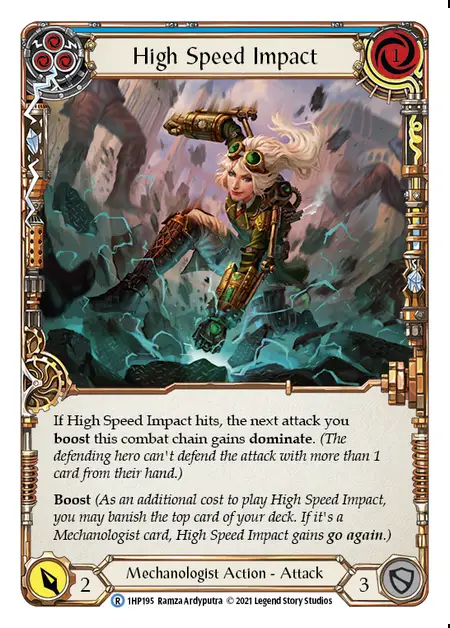 High Speed Impact
1
If High Speed Impact hits, the next attack you
boost this combat chain gains dominate. (The
defending hero can't defend the attack with more than 1
card from their hand.)
Boost (As an additional cost to play High Speed Impact,
you may banish the top card of your deck. If it's a
Mechanologist card, High Speed Impact gains go again.)
2
Mechanologist Action - Attack
3
R 1HP195 Ramza Ardyputra © 2021 Legend Story Studios